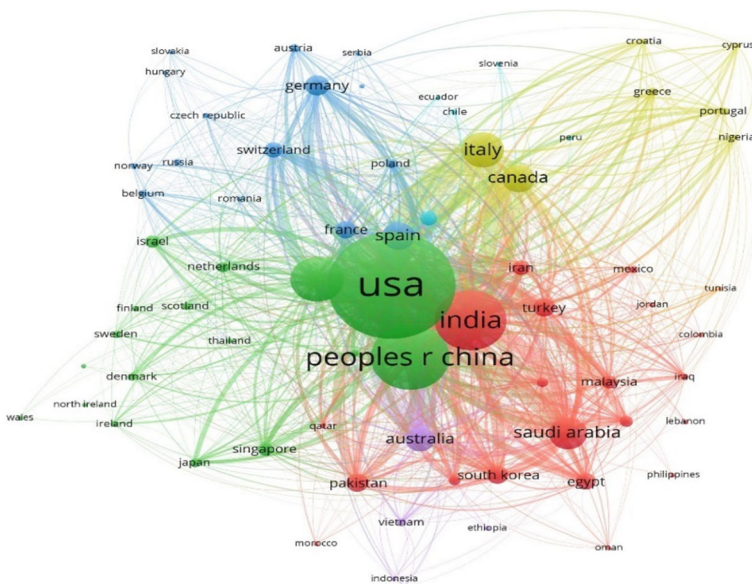 croatia
cyprus
slovakia
austria
serbia
slovenia
hungary
germany
ecuador
greece
chile
portugal
czech republic
peru
nigeria
switzerland
italy
norway
russia
poland
canada
belgium
romania
france
spain
israel
netherlands
iran
mexico
usa
tunisia
finland
scotland
turkey
jordan
india
sweden
thailand
colombia
peoples r china
denmark
malaysia
iraq
north ireland
wales
ireland
qatar
saudi arabia
lebanon
australia
singapore
japan
pakistan
south korea
egypt
philippines
vietnam
ethiopia
morocco
oman
indonesia